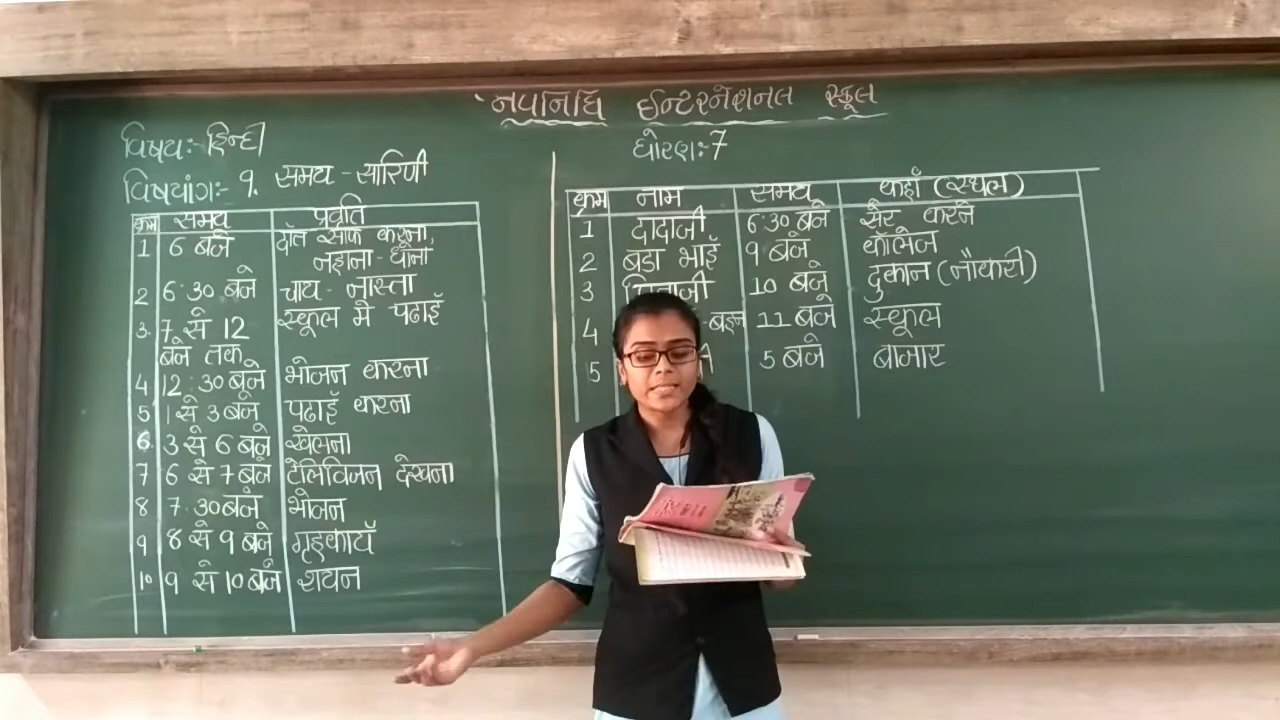 नवनिधि ईन्टरनेशनल स्कूल
विषय:- हिन्दी
धोरण:- 7
विषयांग:- १. समय - सारिणी
क्रम समय प्रवृति
1 6 बजे दाँत साफ करना,
नहाना - धोना
2 6:30 बजे चाय - नास्ता
3. 7 से 12 स्कूल मे पढाई
बजे तक
4 12:30 बजे भोजन करना
5 1 से 3 बजे पढाई करना
6 3 से 6 बजे खेलना
7 6 से 7 बजे टेलिविजन देखना
8 7.30 बजे भोजन
9 8 से 9 बजे गृहकार्य
10 9 से 10 बजे शयन
क्रम नाम समय कहाँ (स्थल)
1 दादाजी 6:30 बजे सैर करने
2 बडा भाई 9 बजे कॉलेज
3 10 बजे दुकान (नौकरी)
4 - बहन 11 बजे स्कूल
5 5 बजे बाजार